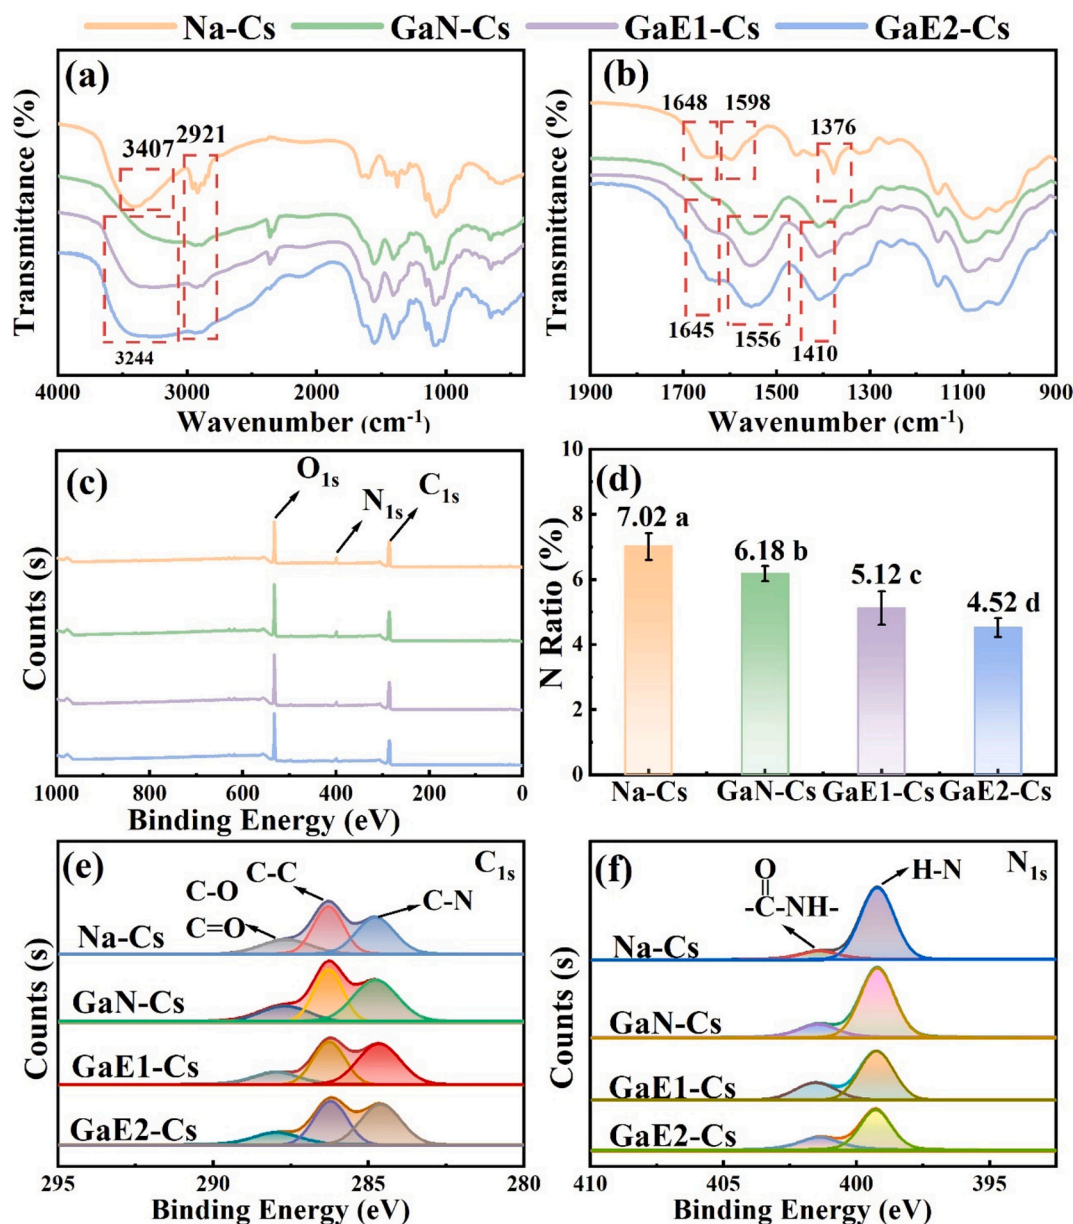 Na-Cs GaN-Cs GaE1-Cs GaE2-Cs
(a)
3407
2921
3244
Transmittance (%)
4000 3000 2000 1000
Wavenumber (cm⁻¹)
(b)
1648 1598
1376
1645
1556
1410
Transmittance (%)
1900 1700 1500 1300 1100 900
Wavenumber (cm⁻¹)
(c)
O1s
N1s
C1s
Counts (s)
1000 800 600 400 200 0
Binding Energy (eV)
(d)
10
8
6
4
2
0
N Ratio (%)
7.02 a
6.18 b
5.12 c
4.52 d
Na-Cs GaN-Cs GaE1-Cs GaE2-Cs
(e)
C1s
C-C
C-O
C=O
C-N
Na-Cs
GaN-Cs
GaE1-Cs
GaE2-Cs
Counts (s)
295 290 285 280
Binding Energy (eV)
(f)
N1s
O
-C-NH-
H-N
Na-Cs
GaN-Cs
GaE1-Cs
GaE2-Cs
Counts (s)
410 405 400 395
Binding Energy (eV)